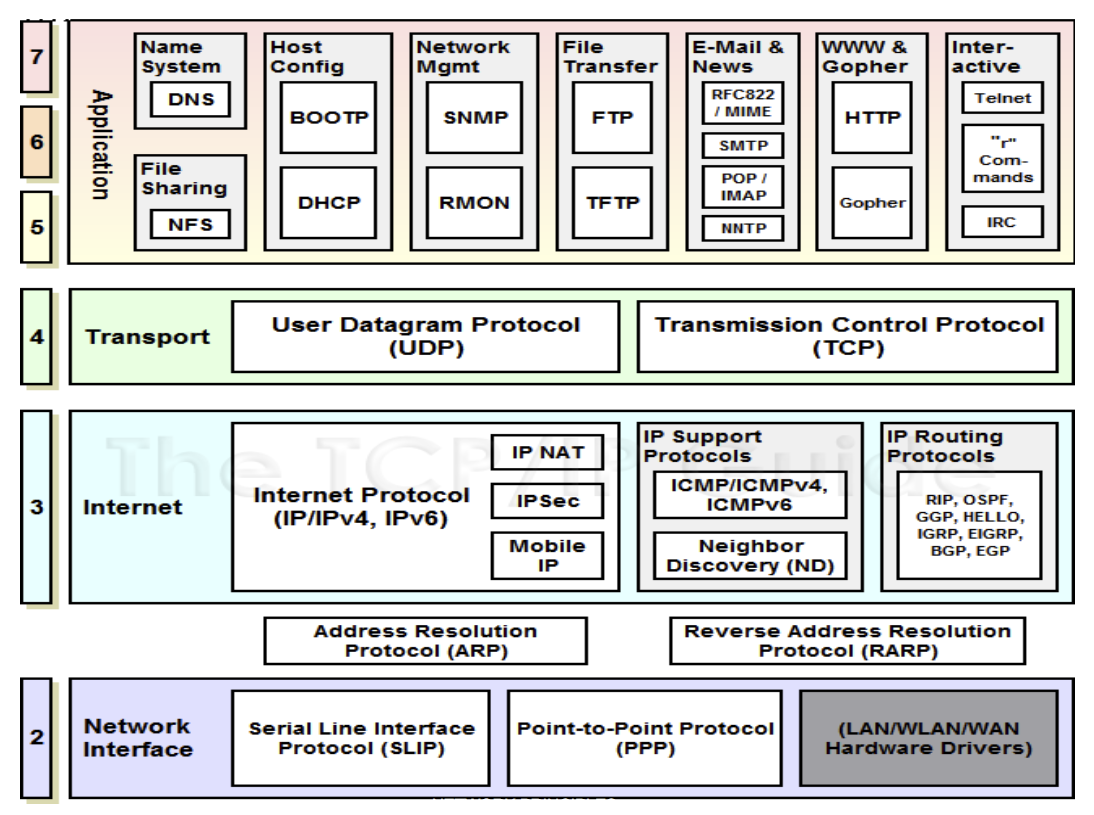 7
6
5
Application
Name
System
DNS
File
Sharing
NFS
Host
Config
BOOTP
DHCP
Network
Mgmt
SNMP
RMON
File
Transfer
FTP
TFTP
E-Mail &
News
RFC822
/ MIME
SMTP
POP /
IMAP
NNTP
WWW &
Gopher
HTTP
Gopher
Inter-
active
Telnet
"r"
Com-
mands
IRC
4
Transport
User Datagram Protocol
(UDP)
Transmission Control Protocol
(TCP)
The TCP/IP Guide
3
Internet
Internet Protocol
(IP/IPv4, IPv6)
IP NAT
IPSec
Mobile
IP
IP Support
Protocols
ICMP/ICMPv4,
ICMPv6
Neighbor
Discovery (ND)
IP Routing
Protocols
RIP, OSPF,
GGP, HELLO,
IGRP, EIGRP,
BGP, EGP
Address Resolution
Protocol (ARP)
Reverse Address Resolution
Protocol (RARP)
2
Network
Interface
Serial Line Interface
Protocol (SLIP)
Point-to-Point Protocol
(PPP)
(LAN/WLAN/WAN
Hardware Drivers)